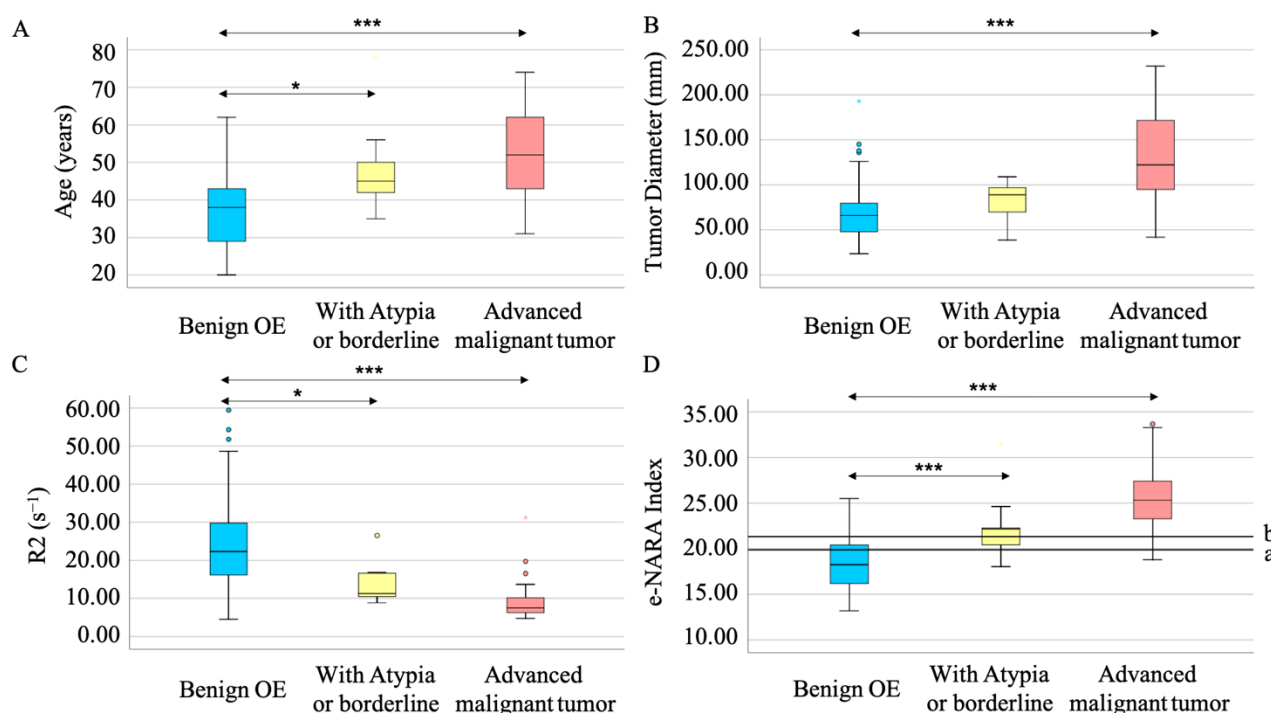 A
***
*
80
70
60
50
40
30
20
Age (years)
Benign OE
With Atypia
or borderline
Advanced
malignant tumor
B
***
250.00
200.00
150.00
100.00
50.00
0.00
Tumor Diameter (mm)
Benign OE
With Atypia
or borderline
Advanced
malignant tumor
C
***
*
60.00
50.00
40.00
30.00
20.00
10.00
0.00
R2 (s⁻¹)
Benign OE
With Atypia
or borderline
Advanced
malignant tumor
D
***
***
35.00
30.00
25.00
20.00
15.00
10.00
e-NARA Index
b
a
Benign OE
With Atypia
or borderline
Advanced
malignant tumor